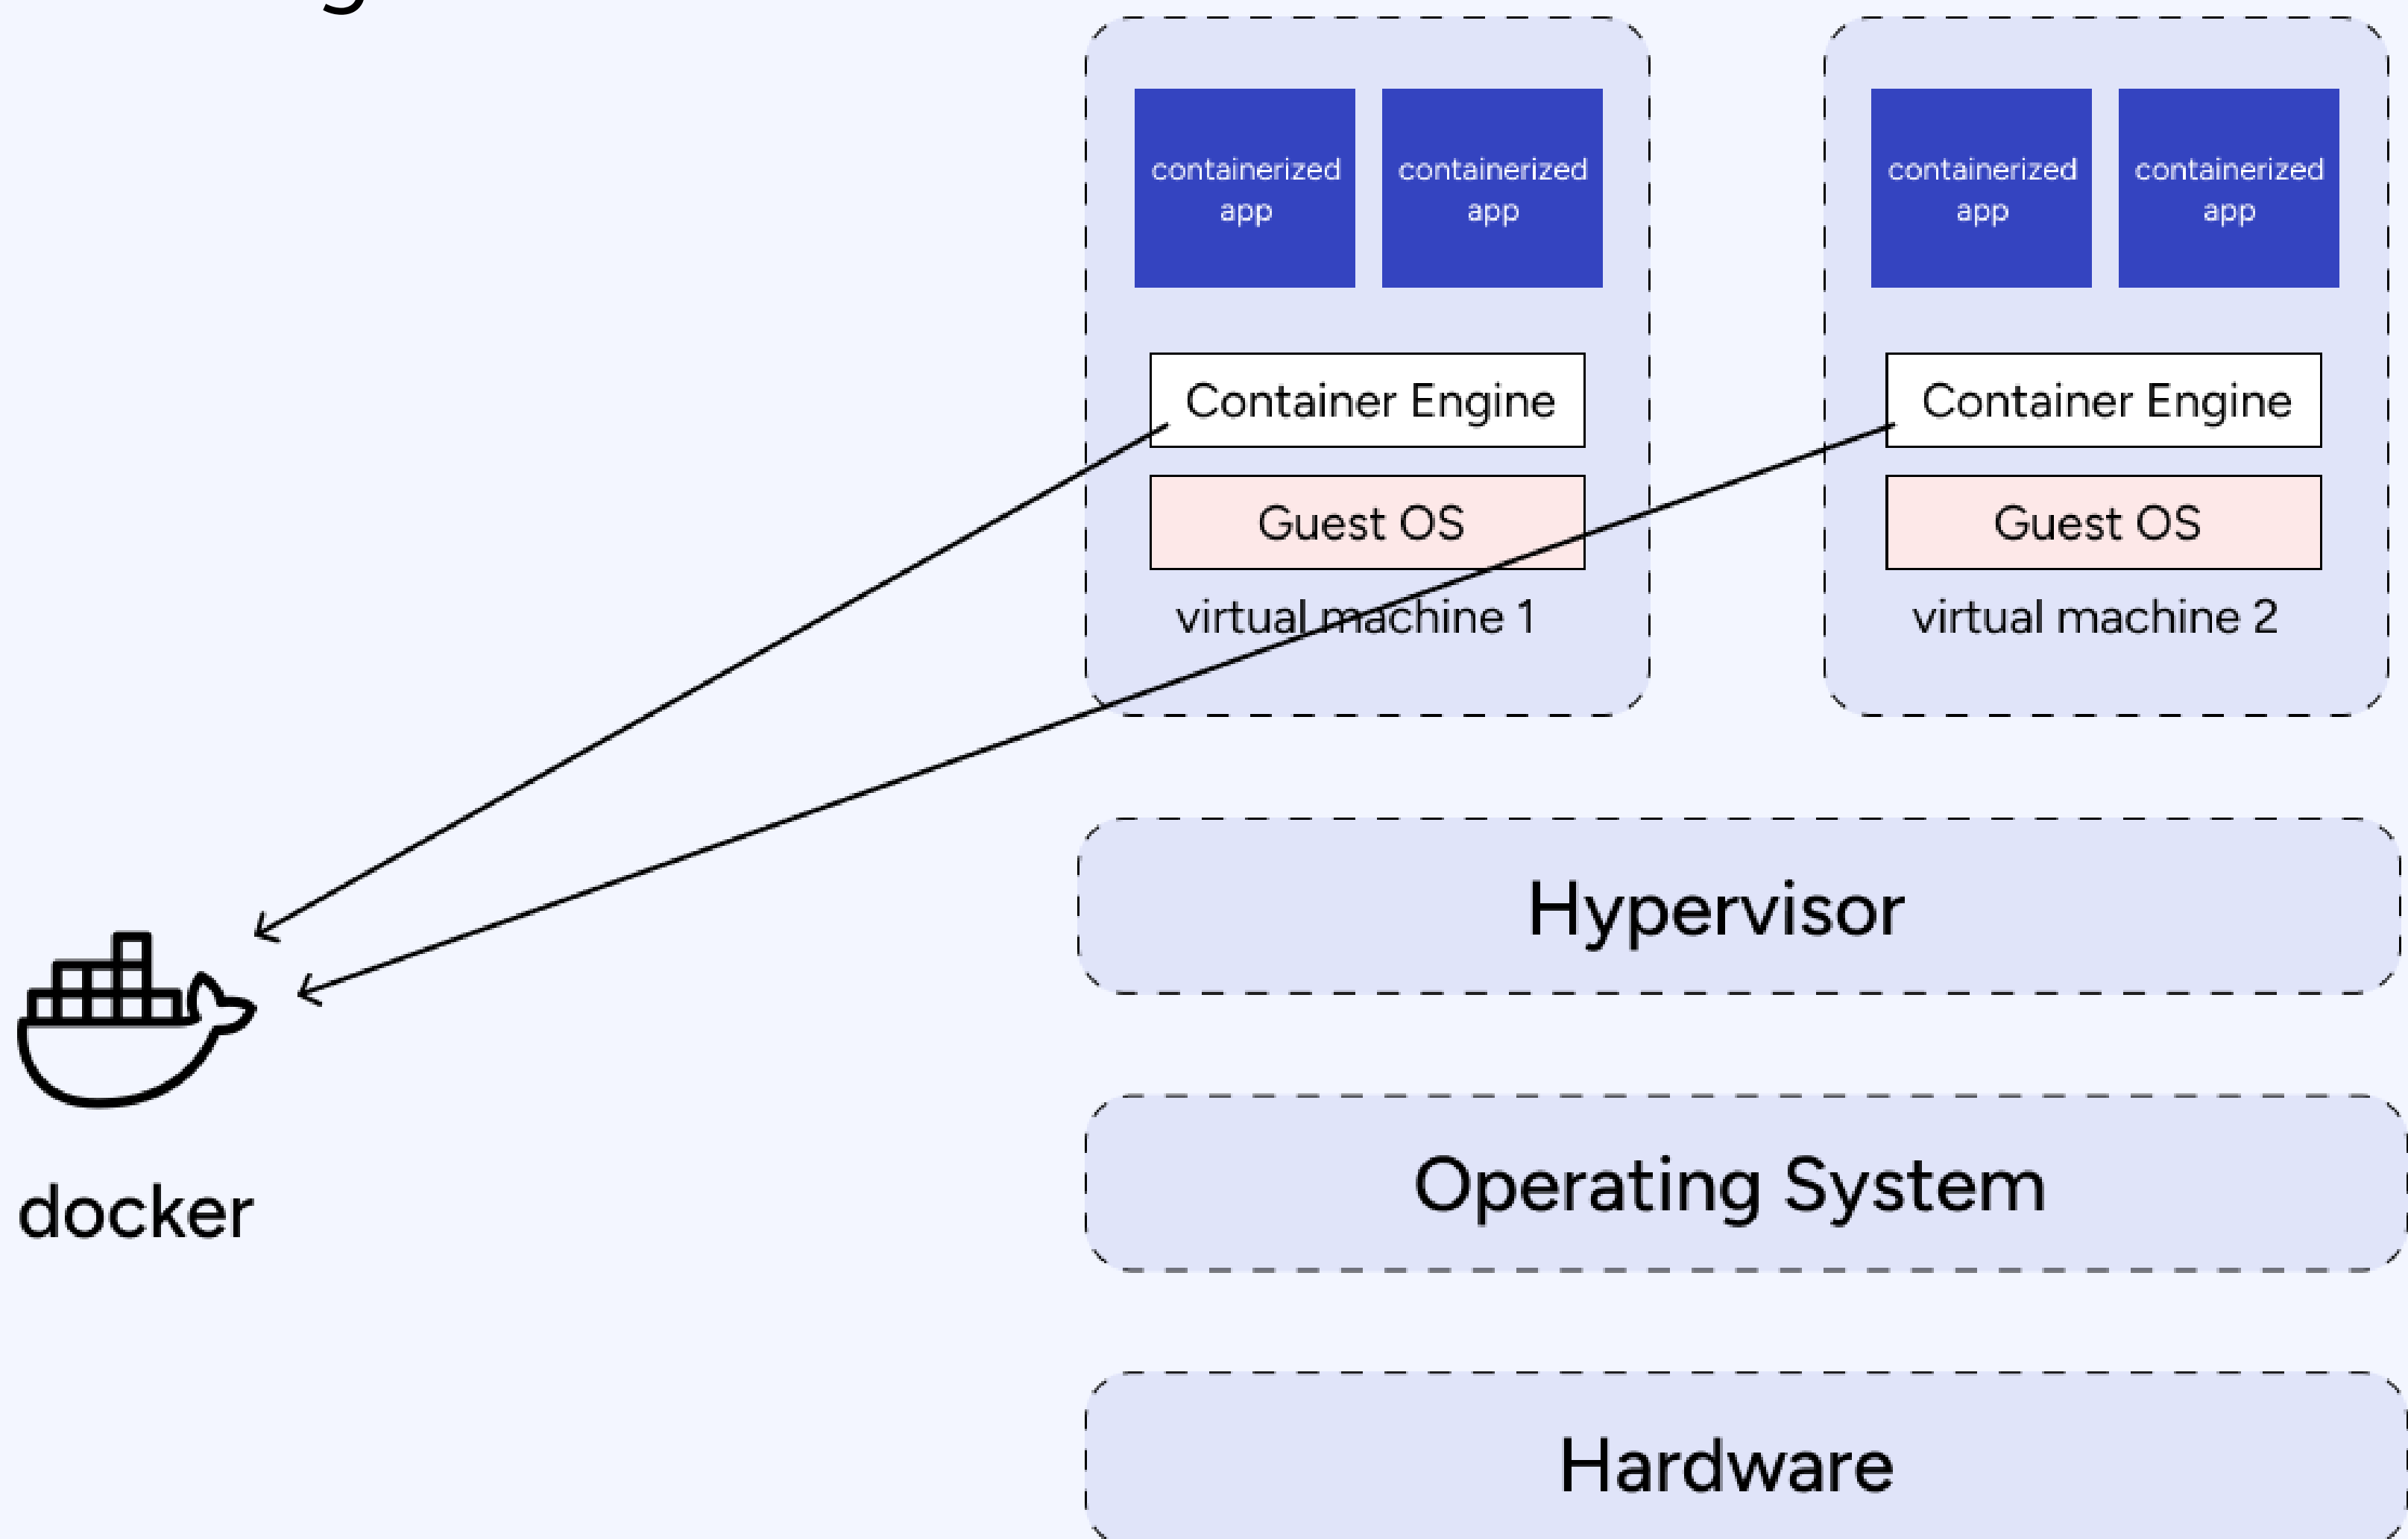 containerized
app
containerized
app
containerized
app
containerized
app
Container Engine
Container Engine
Guest OS
Guest OS
virtual machine 1
virtual machine 2
Hypervisor
docker
Operating System
Hardware